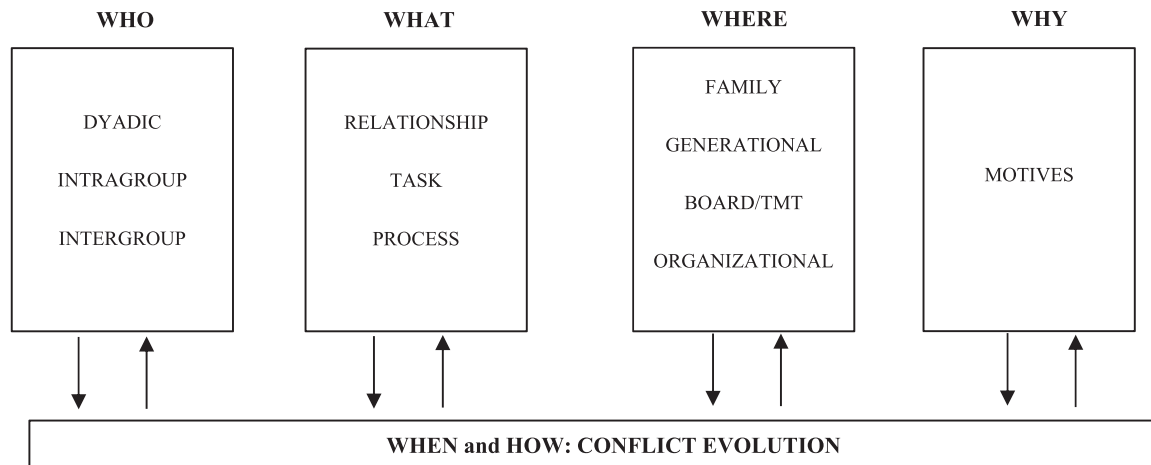 WHO
DYADIC
INTRAGROUP
INTERGROUP
WHAT
RELATIONSHIP
TASK
PROCESS
WHERE
FAMILY
GENERATIONAL
BOARD/TMT
ORGANIZATIONAL
WHY
MOTIVES
WHEN and HOW: CONFLICT EVOLUTION